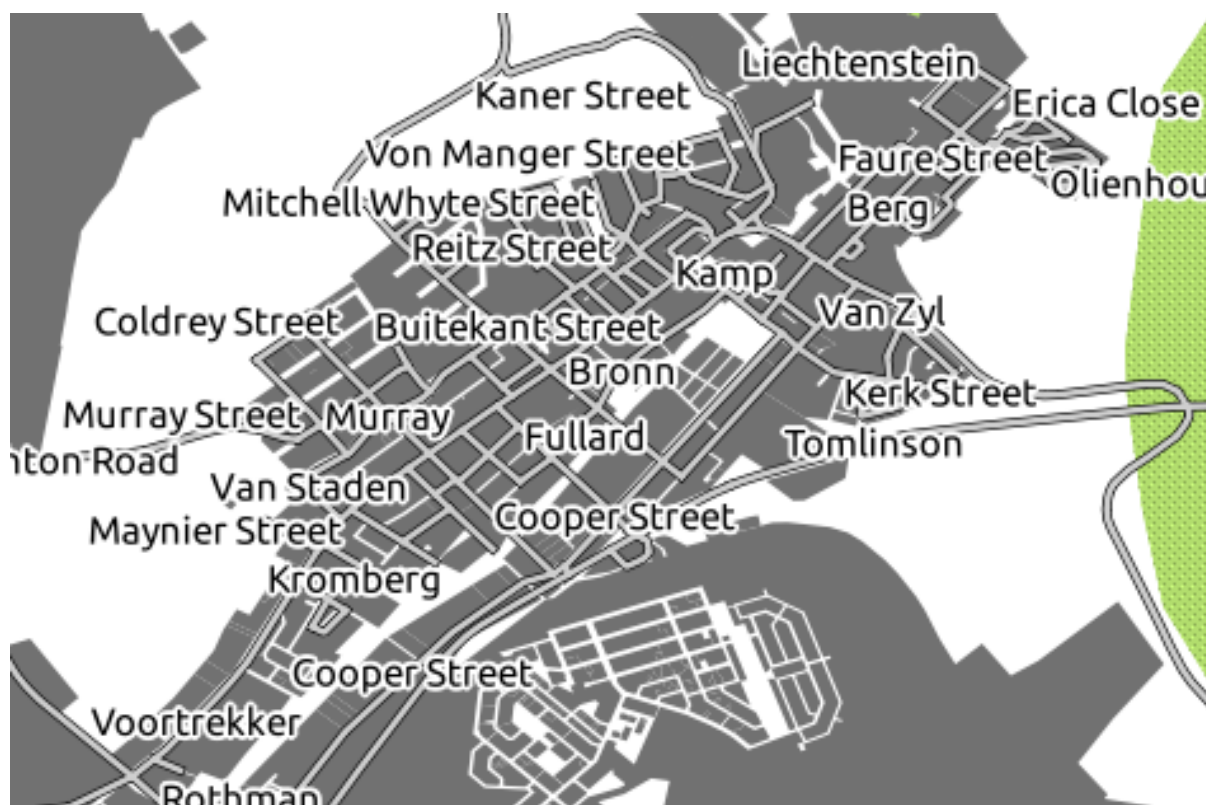 Liechtenstein
Kaner Street
Erica Close
Von Manger Street
Faure Street
Olienhou
Mitchell Whyte Street
Berg
Reitz Street
Kamp
Coldrey Street
Buitekant Street
Van Zyl
Bronn
Kerk Street
Murray Street
Murray
Fullard
Tomlinson
nton Road
Van Staden
Cooper Street
Maynier Street
Kromberg
Cooper Street
Voortrekker
Rothman